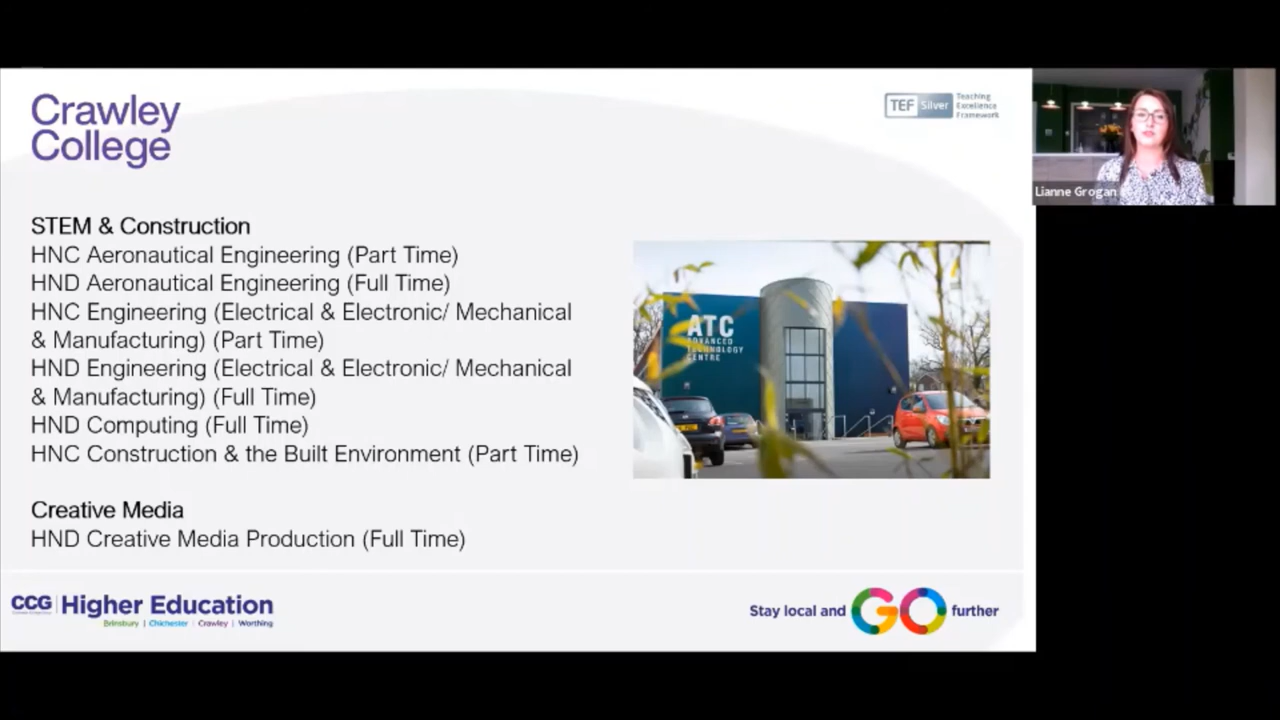 Crawley
College
TEF Silver
Teaching
Excellence
Framework
Lianne Grogan
STEM & Construction
HNC Aeronautical Engineering (Part Time)
HND Aeronautical Engineering (Full Time)
HNC Engineering (Electrical & Electronic/ Mechanical
& Manufacturing) (Part Time)
HND Engineering (Electrical & Electronic/ Mechanical
& Manufacturing) (Full Time)
HND Computing (Full Time)
HNC Construction & the Built Environment (Part Time)
ATC
ADVANCED
TECHNOLOGY
CENTRE
Creative Media
HND Creative Media Production (Full Time)
CCG Higher Education
Brinsbury | Chichester | Crawley | Worthing
Stay local and GO further